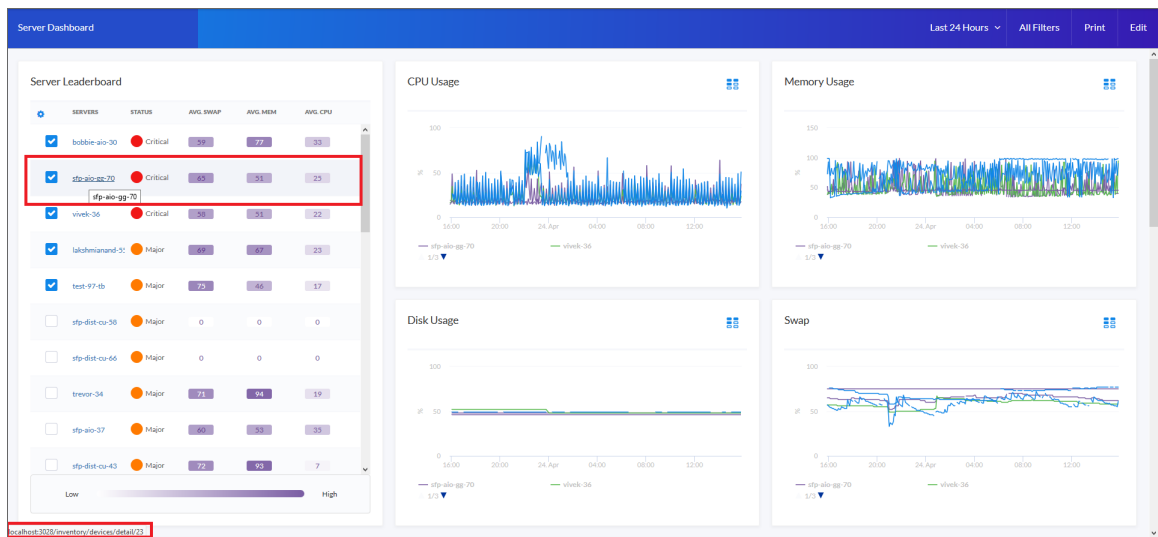 Server Dashboard
Last 24 Hours
All Filters
Print
Edit
Server Leaderboard
SERVERS STATUS AVG. SWAP AVG. MEM AVG. CPU
bobbie-aio-30 Critical 59 77 33
sfp-aio-gg-70 Critical 65 51 25
sfp-aio-gg-70
vivek-36 Critical 58 51 22
lakshmianand-55 Major 69 67 23
test-97-tb Major 75 46 17
sfp-dist-cu-58 Major 0 0 0
sfp-dist-cu-66 Major 0 0 0
trevor-34 Major 71 94 19
sfp-aio-37 Major 60 53 35
sfp-dist-cu-43 Major 72 93 7
Low High
localhost:3028/inventory/devices/detail/23
CPU Usage
100
% 50
0
16:00 20:00 24. Apr 04:00 08:00 12:00
sfp-aio-gg-70 vivek-36
1/3
Memory Usage
150
100
% 50
0
16:00 20:00 24. Apr 04:00 08:00 12:00
sfp-aio-gg-70 vivek-36
1/3
Disk Usage
100
% 50
0
16:00 20:00 24. Apr 04:00 08:00 12:00
sfp-aio-gg-70 vivek-36
1/3
Swap
100
% 50
0
16:00 20:00 24. Apr 04:00 08:00 12:00
sfp-aio-gg-70 vivek-36
1/3